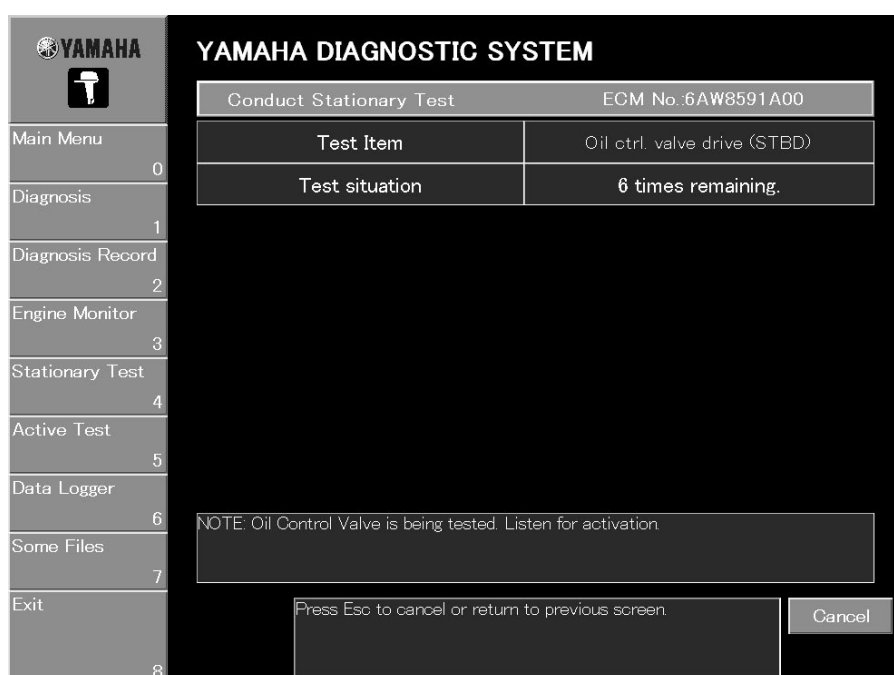 YAMAHA
YAMAHA DIAGNOSTIC SYSTEM
Conduct Stationary Test ECM No.:6AW8591A00
Test Item Oil ctrl. valve drive (STBD)
Test situation 6 times remaining.
Main Menu
0
Diagnosis
1
Diagnosis Record
2
Engine Monitor
3
Stationary Test
4
Active Test
5
Data Logger
6
Some Files
7
Exit
8
NOTE: Oil Control Valve is being tested. Listen for activation.
Press Esc to cancel or return to previous screen.
Cancel